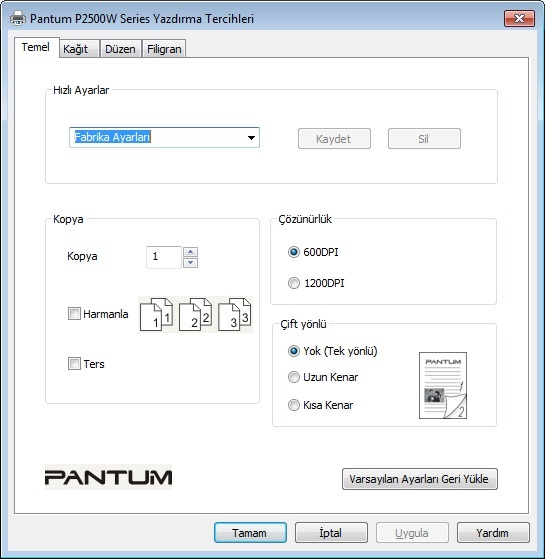 Pantum P2500W Series Yazdırma Tercihleri
Temel Kağıt Düzen Filigran
Hızlı Ayarlar
Fabrika Ayarları Kaydet Sil
Kopya
Kopya 1
Harmanla 1 1 2 2 3 3
Ters
Çözünürlük
600DPI
1200DPI
Çift yönlü
Yok (Tek yönlü)
Uzun Kenar
Kısa Kenar
PANTUM
1
2
PANTUM
Varsayılan Ayarları Geri Yükle
Tamam İptal Uygula Yardım